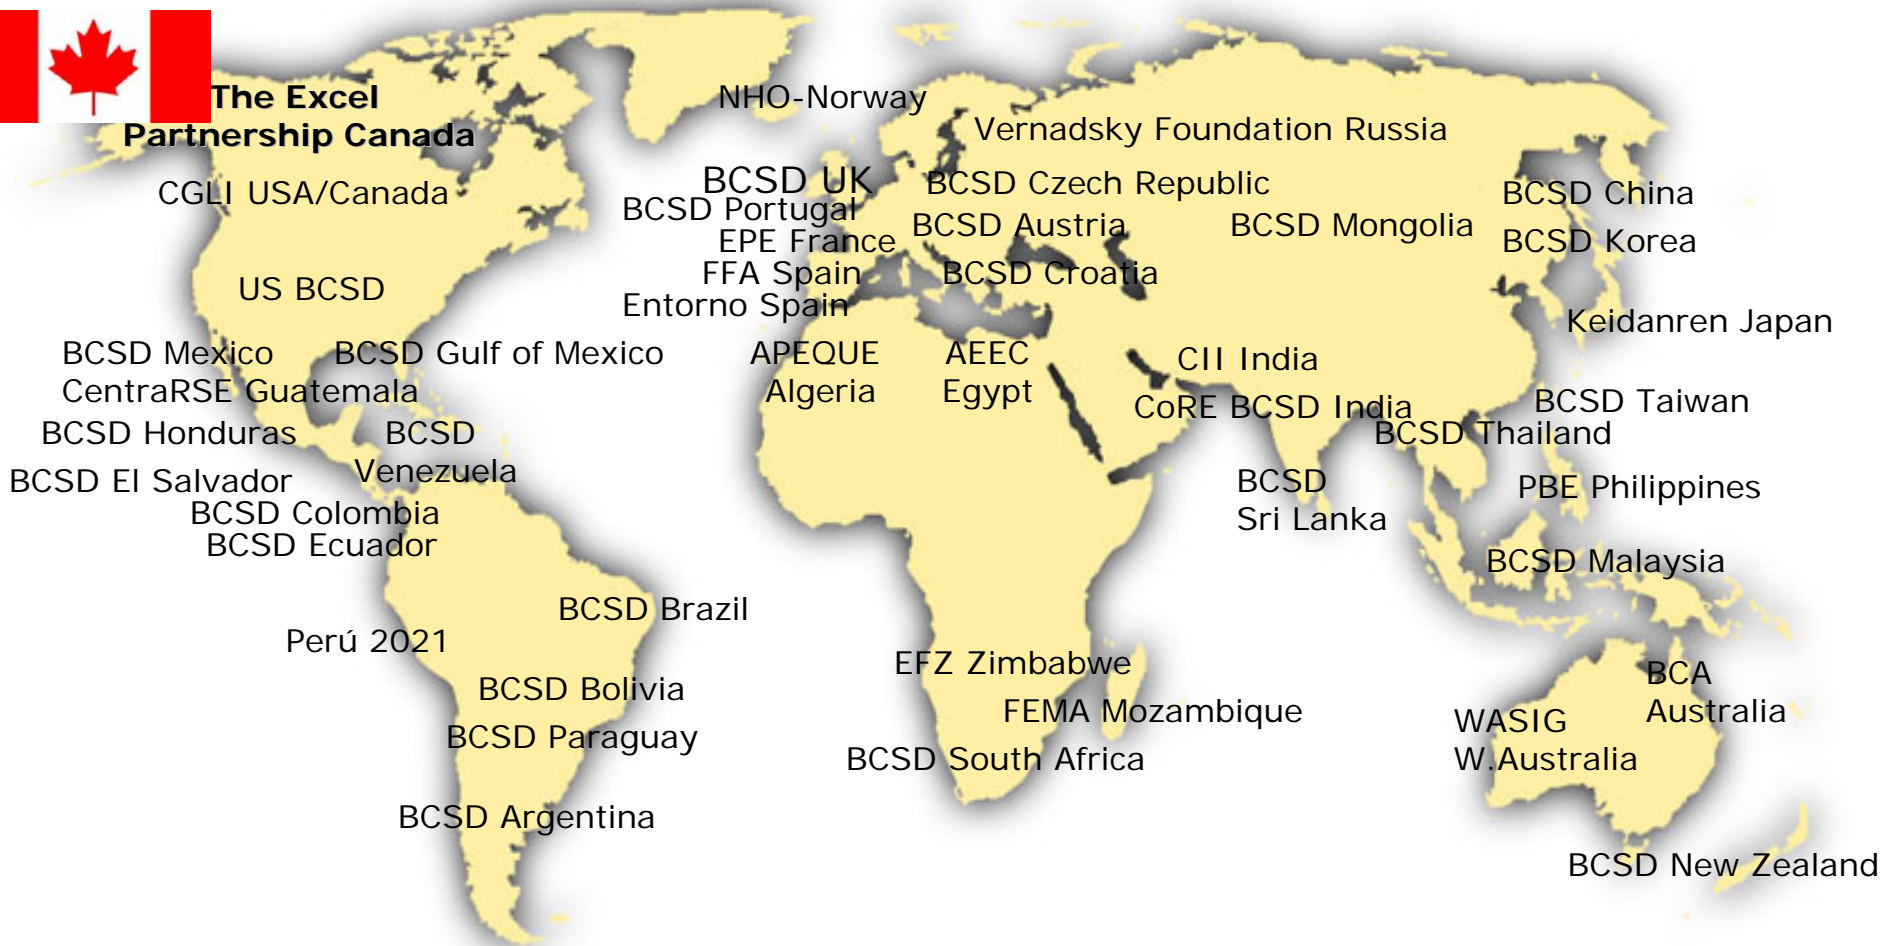 The Excel
Partnership Canada
CGLI USA/Canada
US BCSD
BCSD Mexico
BCSD Gulf of Mexico
CentraRSE Guatemala
BCSD Honduras
BCSD
Venezuela
BCSD El Salvador
BCSD Colombia
BCSD Ecuador
BCSD Brazil
Perú 2021
BCSD Bolivia
BCSD Paraguay
BCSD Argentina
NHO-Norway
Vernadsky Foundation Russia
BCSD UK
BCSD Czech Republic
BCSD Portugal
BCSD Austria
EPE France
FFA Spain
BCSD Croatia
Entorno Spain
APEQUE
Algeria
AEEC
Egypt
EFZ Zimbabwe
FEMA Mozambique
BCSD South Africa
BCSD Mongolia
BCSD China
BCSD Korea
Keidanren Japan
CII India
CoRE BCSD India
BCSD Taiwan
BCSD Thailand
BCSD
Sri Lanka
PBE Philippines
BCSD Malaysia
BCA
Australia
WASIG
W.Australia
BCSD New Zealand